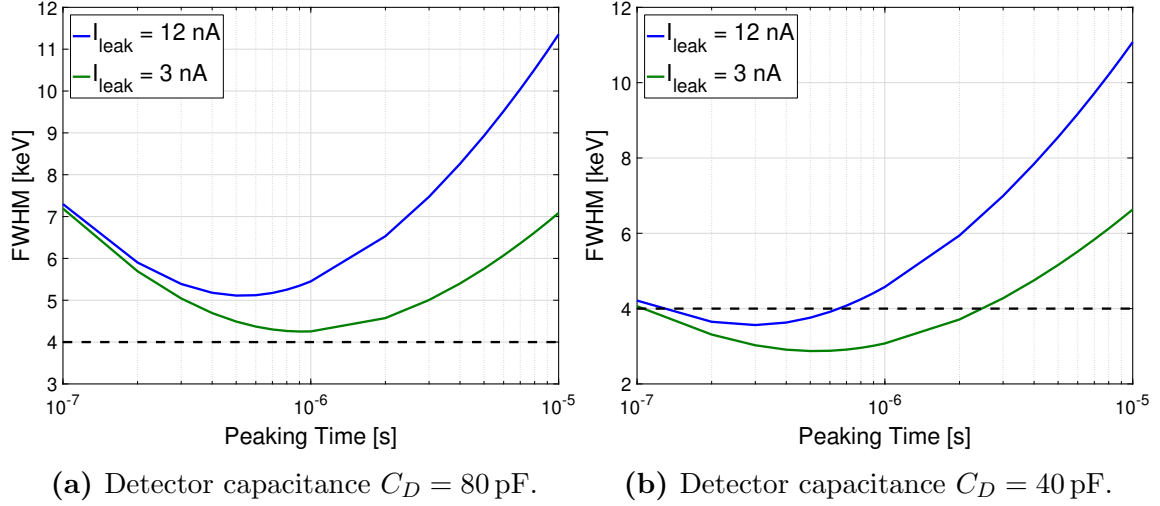 12
11
10
9
8
7
6
5
4
3
FWHM [keV]
I_leak = 12 nA
I_leak = 3 nA
10^-7
10^-6
10^-5
Peaking Time [s]
(a) Detector capacitance C_D = 80 pF.
12
10
8
6
4
2
FWHM [keV]
I_leak = 12 nA
I_leak = 3 nA
10^-7
10^-6
10^-5
Peaking Time [s]
(b) Detector capacitance C_D = 40 pF.